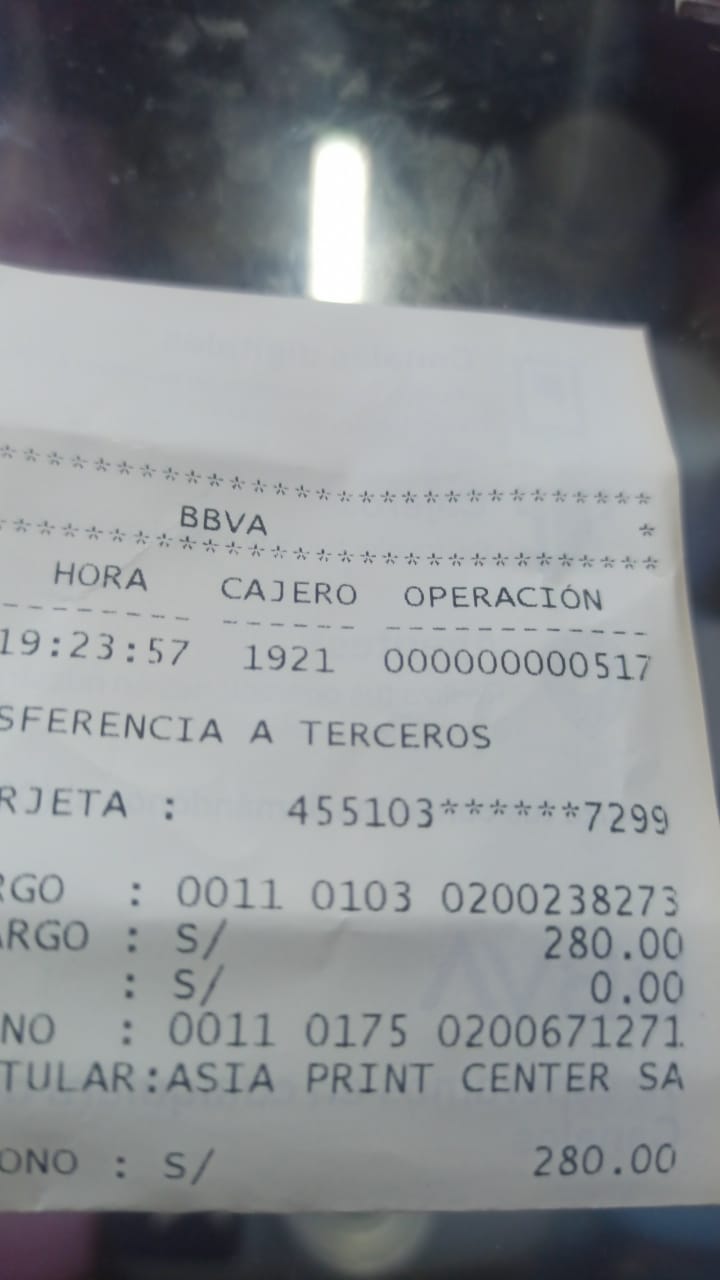 *******************************
BBVA *
*******************************
HORA CAJERO OPERACIÓN
--------- ------ ------------
19:23:57 1921 000000000517
SFERENCIA A TERCEROS
RJETA : 455103******7299
RGO : 0011 0103 0200238273
ARGO : S/ 280.00
: S/ 0.00
NO : 0011 0175 0200671271
TULAR:ASIA PRINT CENTER SA
ONO : S/ 280.00